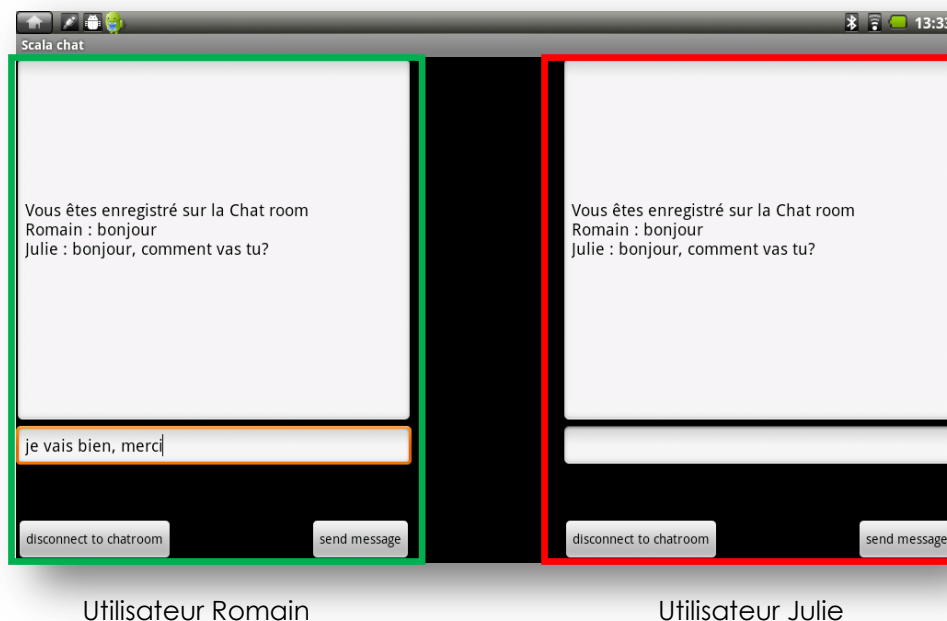 13:33
Scala chat
Vous êtes enregistré sur la Chat room
Romain : bonjour
Julie : bonjour, comment vas tu?
je vais bien, merci
disconnect to chatroom
send message
Vous êtes enregistré sur la Chat room
Romain : bonjour
Julie : bonjour, comment vas tu?
disconnect to chatroom
send message
Utilisateur Romain
Utilisateur Julie